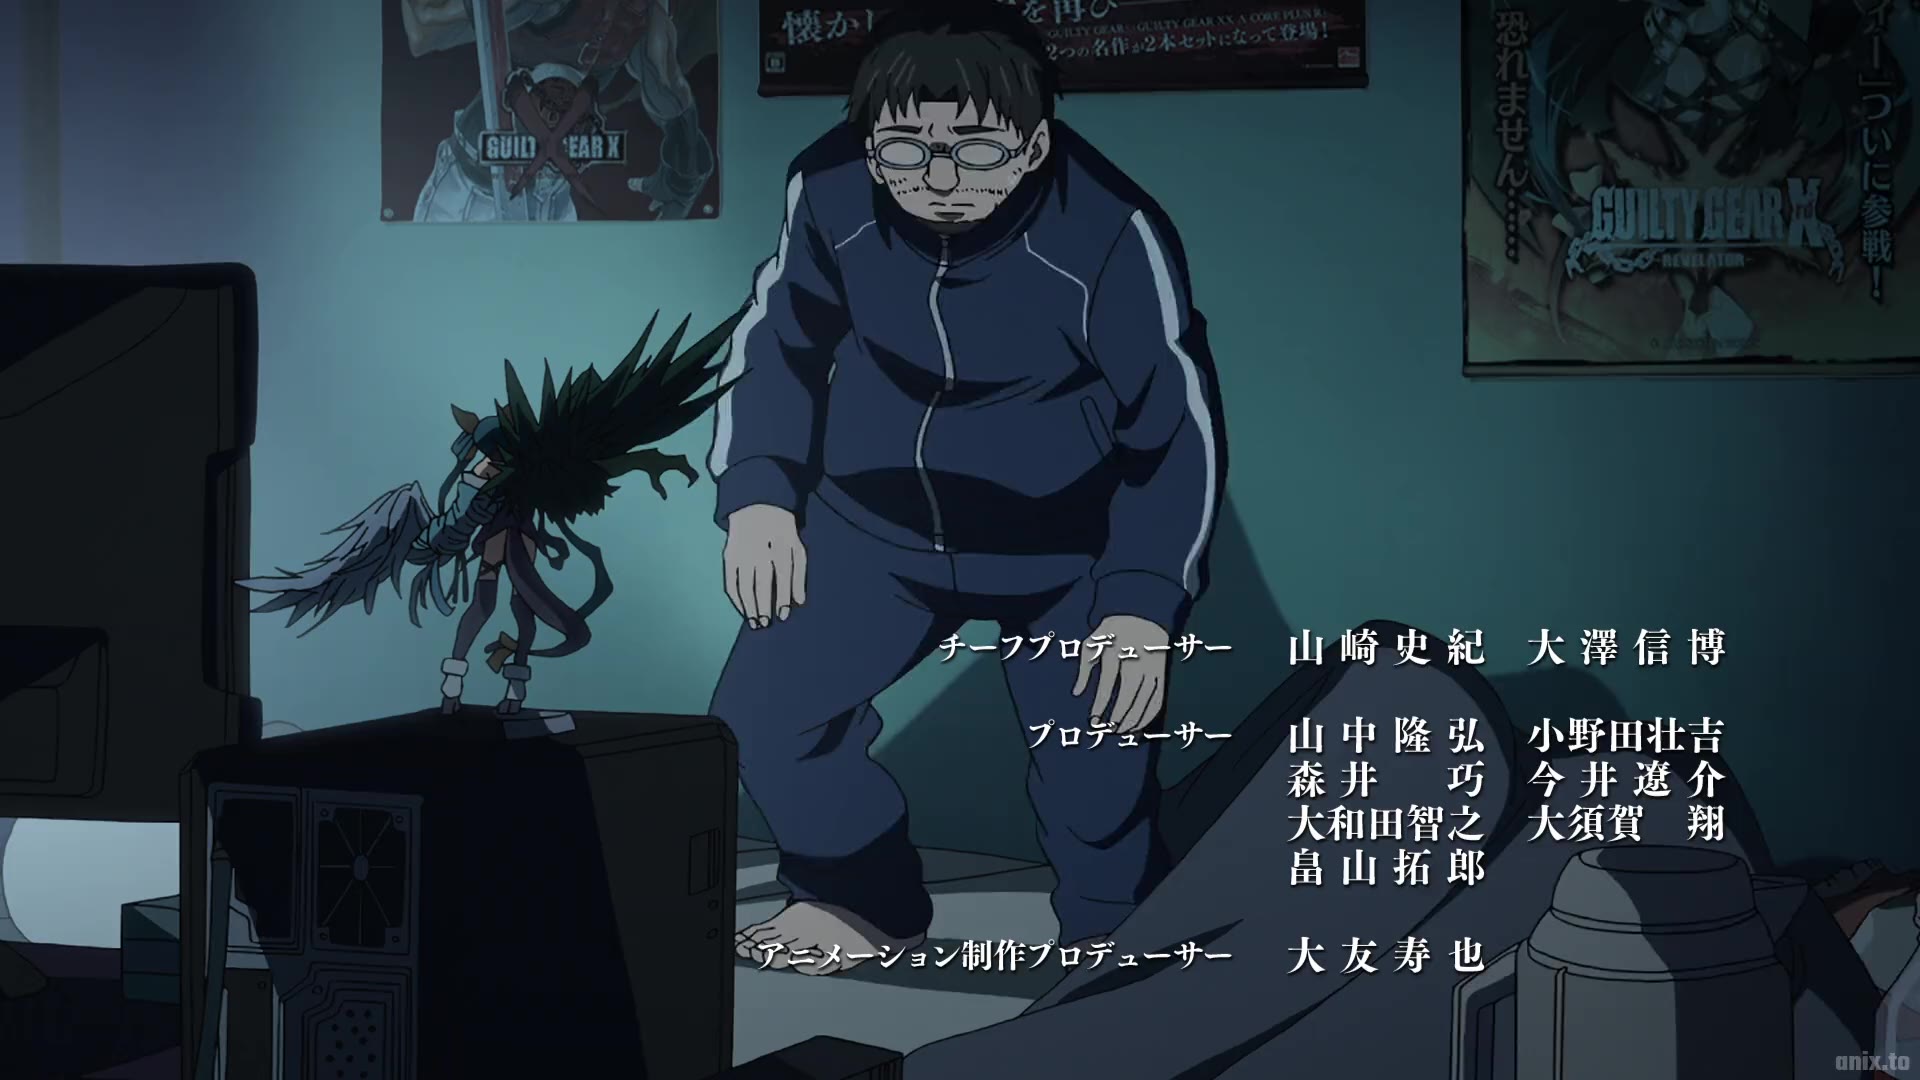 懐かし を再び
GUILTY GEAR GUILTY GEAR XX Λ CORE PLUS R
2つの名作が2本セットになって登場!
GUILTY GEAR X
恐れません……
ィー」ついに参戦!
GUILTY GEAR X
-REVELATOR-
チーフプロデューサー 山崎史紀 大澤信博
プロデューサー 山中隆弘 小野田壮吉
森井 巧 今井遼介
大和田智之 大須賀 翔
畠山拓郎
アニメーション制作プロデューサー 大友寿也
anix.to